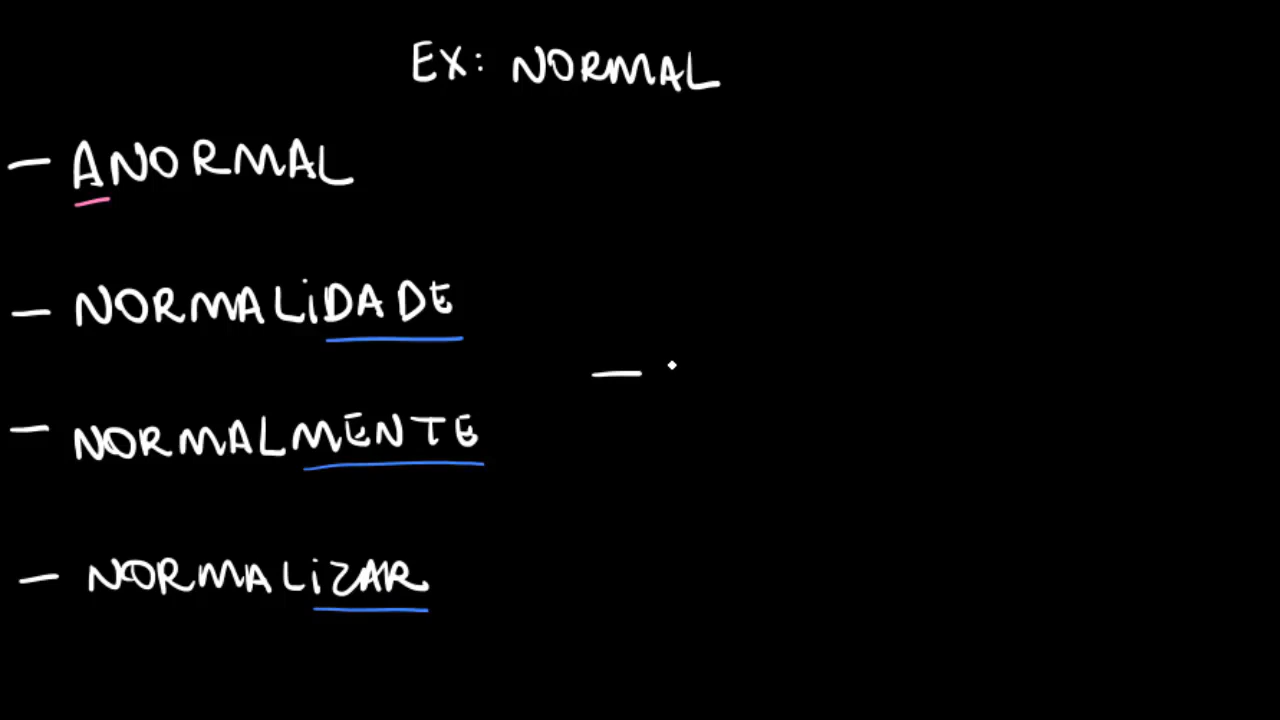 EX: NORMAL
— ANORMAL
— NORMALiDADE
— NORMALMENTE
— NORMALiZAR
—